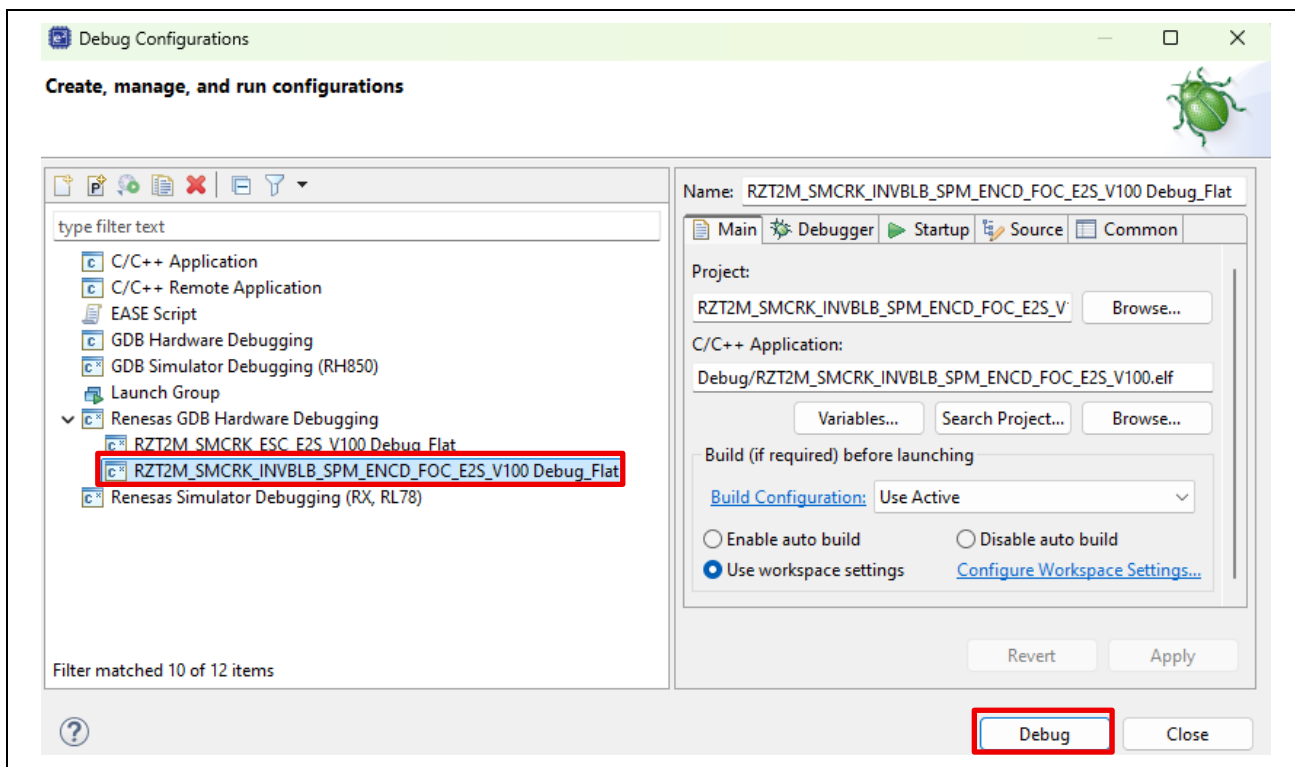 Debug Configurations
Create, manage, and run configurations
type filter text
C/C++ Application
C/C++ Remote Application
EASE Script
GDB Hardware Debugging
GDB Simulator Debugging (RH850)
Launch Group
Renesas GDB Hardware Debugging
RZT2M_SMCRK_ESC_E2S_V100 Debug_Flat
RZT2M_SMCRK_INVBLB_SPM_ENCD_FOC_E2S_V100 Debug_Flat
Renesas Simulator Debugging (RX, RL78)
Filter matched 10 of 12 items
Name: RZT2M_SMCRK_INVBLB_SPM_ENCD_FOC_E2S_V100 Debug_Flat
Main Debugger Startup Source Common
Project:
RZT2M_SMCRK_INVBLB_SPM_ENCD_FOC_E2S_V Browse...
C/C++ Application:
Debug/RZT2M_SMCRK_INVBLB_SPM_ENCD_FOC_E2S_V100.elf
Variables... Search Project... Browse...
Build (if required) before launching
Build Configuration: Use Active
Enable auto build Disable auto build
Use workspace settings Configure Workspace Settings...
Revert Apply
? Debug Close